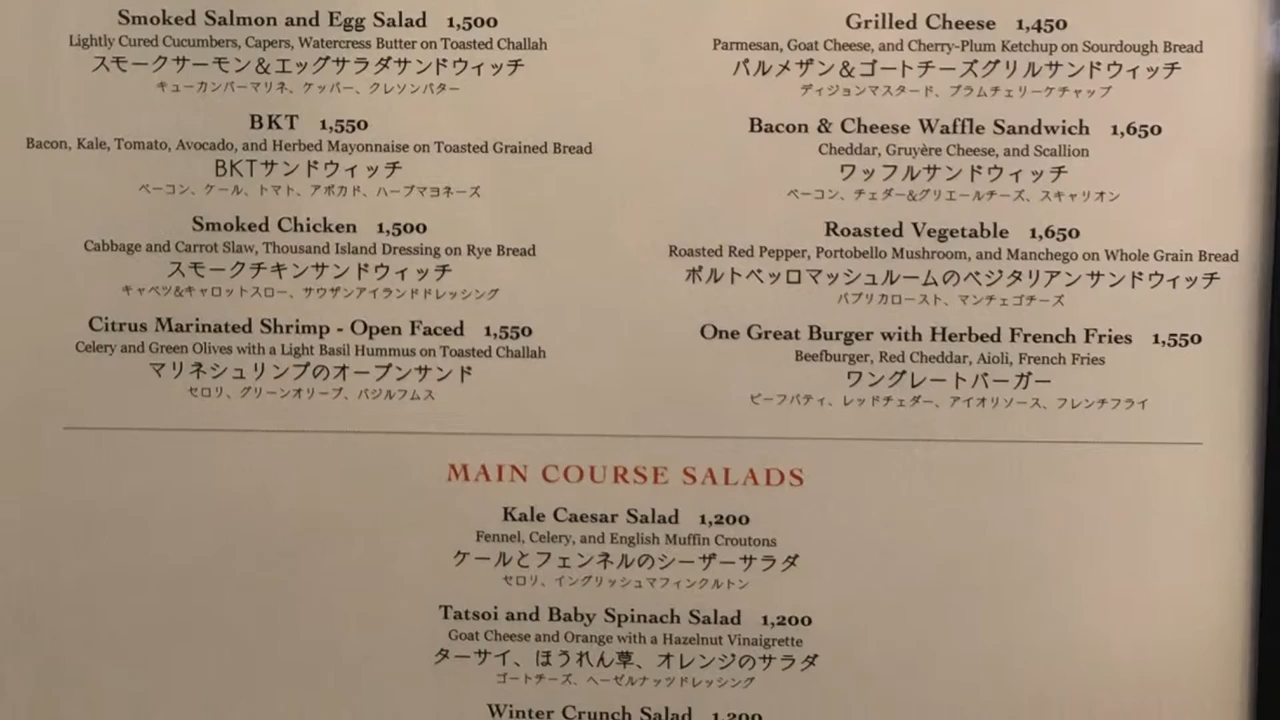 Smoked Salmon and Egg Salad 1,500
Lightly Cured Cucumbers, Capers, Watercress Butter on Toasted Challah
スモークサーモン＆エッグサラダサンドウィッチ
キューカンバーマリネ、ケッパー、クレソンバター
BKT 1,550
Bacon, Kale, Tomato, Avocado, and Herbed Mayonnaise on Toasted Grained Bread
BKTサンドウィッチ
ベーコン、ケール、トマト、アボカド、ハーブマヨネーズ
Smoked Chicken 1,500
Cabbage and Carrot Slaw, Thousand Island Dressing on Rye Bread
スモークチキンサンドウィッチ
キャベツ&キャロットスロー、サウザンアイランドドレッシング
Citrus Marinated Shrimp - Open Faced 1,550
Celery and Green Olives with a Light Basil Hummus on Toasted Challah
マリネシュリンプのオープンサンド
セロリ、グリーンオリーブ、バジルフムス
Grilled Cheese 1,450
Parmesan, Goat Cheese, and Cherry-Plum Ketchup on Sourdough Bread
パルメザン＆ゴートチーズグリルサンドウィッチ
ディジョンマスタード、プラムチェリーケチャップ
Bacon & Cheese Waffle Sandwich 1,650
Cheddar, Gruyère Cheese, and Scallion
ワッフルサンドウィッチ
ベーコン、チェダー&グリエールチーズ、スキャリオン
Roasted Vegetable 1,650
Roasted Red Pepper, Portobello Mushroom, and Manchego on Whole Grain Bread
ポルトベッロマッシュルームのベジタリアンサンドウィッチ
パプリカロースト、マンチェゴチーズ
One Great Burger with Herbed French Fries 1,550
Beefburger, Red Cheddar, Aioli, French Fries
ワングレートバーガー
ビーフパティ、レッドチェダー、アイオリソース、フレンチフライ
MAIN COURSE SALADS
Kale Caesar Salad 1,200
Fennel, Celery, and English Muffin Croutons
ケールとフェンネルのシーザーサラダ
セロリ、イングリッシュマフィンクルトン
Tatsoi and Baby Spinach Salad 1,200
Goat Cheese and Orange with a Hazelnut Vinaigrette
ターサイ、ほうれん草、オレンジのサラダ
ゴートチーズ、ヘーゼルナッツドレッシング
Winter Crunch Salad 1,200